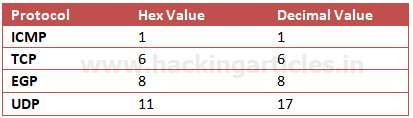 Protocol Hex Value Decimal Value
ICMP 1 1
TCP 6 6
www.hackingarticles.in
EGP 8 8
UDP 11 17